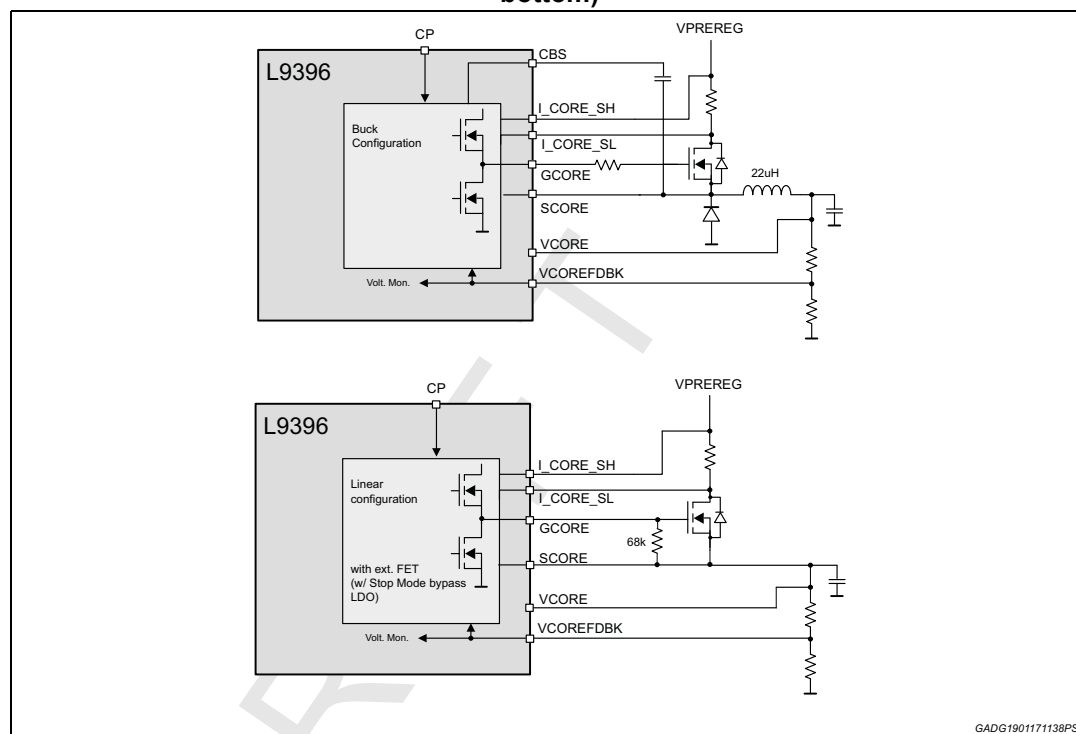 bottom)
CP
VPREREG
L9396
CBS
I_CORE_SH
Buck
Configuration
I_CORE_SL
GCORE
22uH
SCORE
VCORE
VCOREFDBK
Volt. Mon.
CP
VPREREG
L9396
I_CORE_SH
Linear
configuration
I_CORE_SL
GCORE
68k
SCORE
with ext. FET
(w/ Stop Mode bypass
LDO)
VCORE
VCOREFDBK
Volt. Mon.
GADG1901171138PS